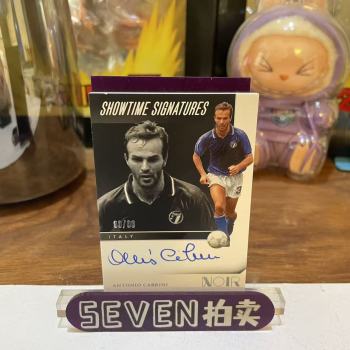 SHOWTIME SIGNATURES
ITALY
ANTONIO CABRINI
NOIR
SEVEN拍卖